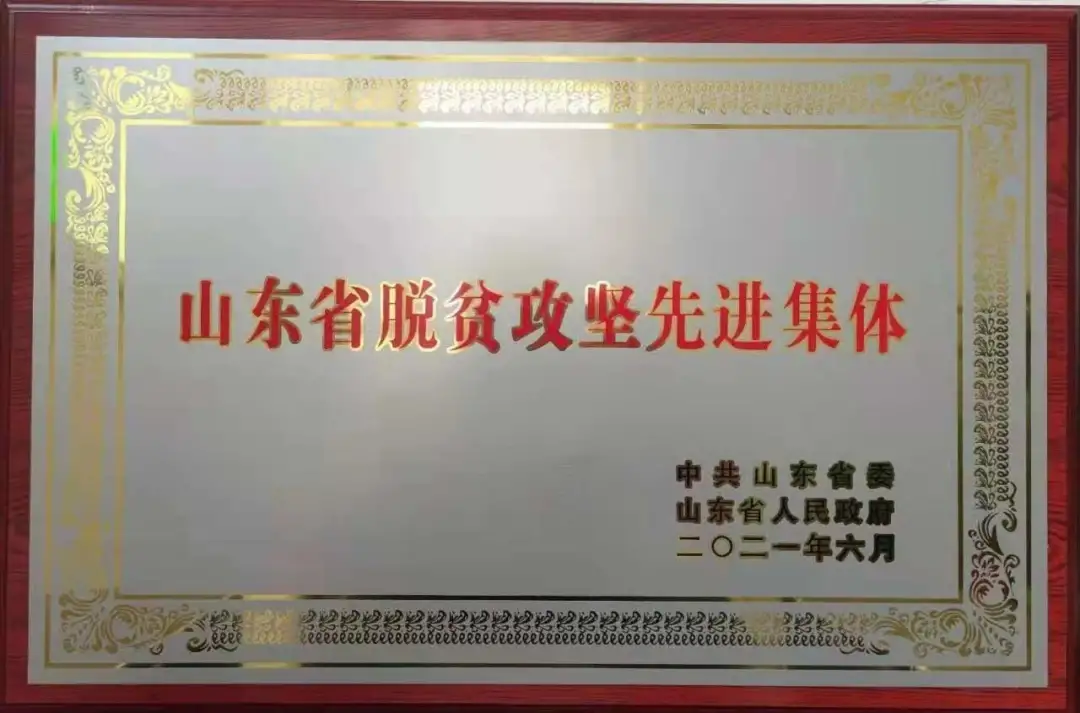 山东省脱贫攻坚先进集体
中共山东省委
山东省人民政府
二〇二一年六月